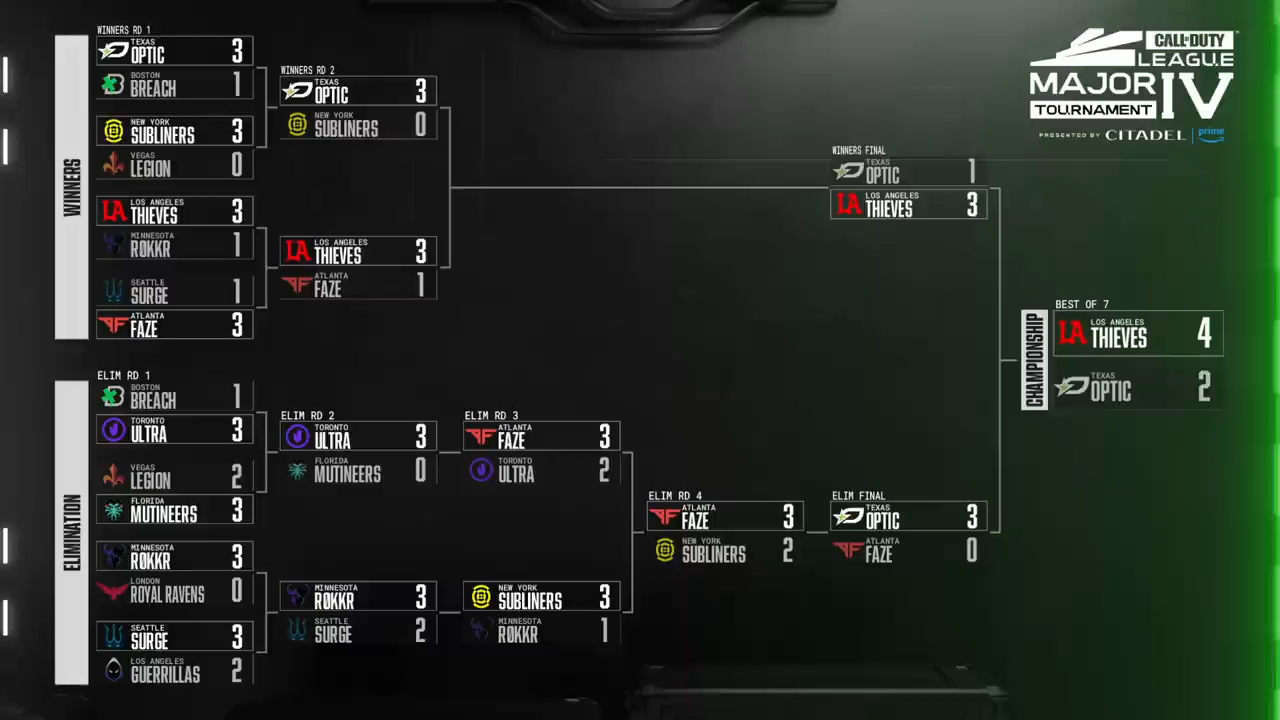 CALL OF DUTY
LEAGUE
MAJOR IV
TOURNAMENT
PRESENTED BY CITADEL | prime
WINNERS
WINNERS RD 1
TEXAS
OPTIC 3
BOSTON
BREACH 1
NEW YORK
SUBLINERS 3
VEGAS
LEGION 0
LOS ANGELES
THIEVES 3
MINNESOTA
RØKKR 1
SEATTLE
SURGE 1
ATLANTA
FAZE 3
WINNERS RD 2
TEXAS
OPTIC 3
NEW YORK
SUBLINERS 0
LOS ANGELES
THIEVES 3
ATLANTA
FAZE 1
WINNERS FINAL
TEXAS
OPTIC 1
LOS ANGELES
THIEVES 3
ELIMINATION
ELIM RD 1
BOSTON
BREACH 1
TORONTO
ULTRA 3
VEGAS
LEGION 2
FLORIDA
MUTINEERS 3
MINNESOTA
RØKKR 3
LONDON
ROYAL RAVENS 0
SEATTLE
SURGE 3
LOS ANGELES
GUERRILLAS 2
ELIM RD 2
TORONTO
ULTRA 3
FLORIDA
MUTINEERS 0
MINNESOTA
RØKKR 3
SEATTLE
SURGE 2
ELIM RD 3
ATLANTA
FAZE 3
TORONTO
ULTRA 2
NEW YORK
SUBLINERS 3
MINNESOTA
RØKKR 1
ELIM RD 4
ATLANTA
FAZE 3
NEW YORK
SUBLINERS 2
ELIM FINAL
TEXAS
OPTIC 3
ATLANTA
FAZE 0
CHAMPIONSHIP
BEST OF 7
LOS ANGELES
THIEVES 4
TEXAS
OPTIC 2